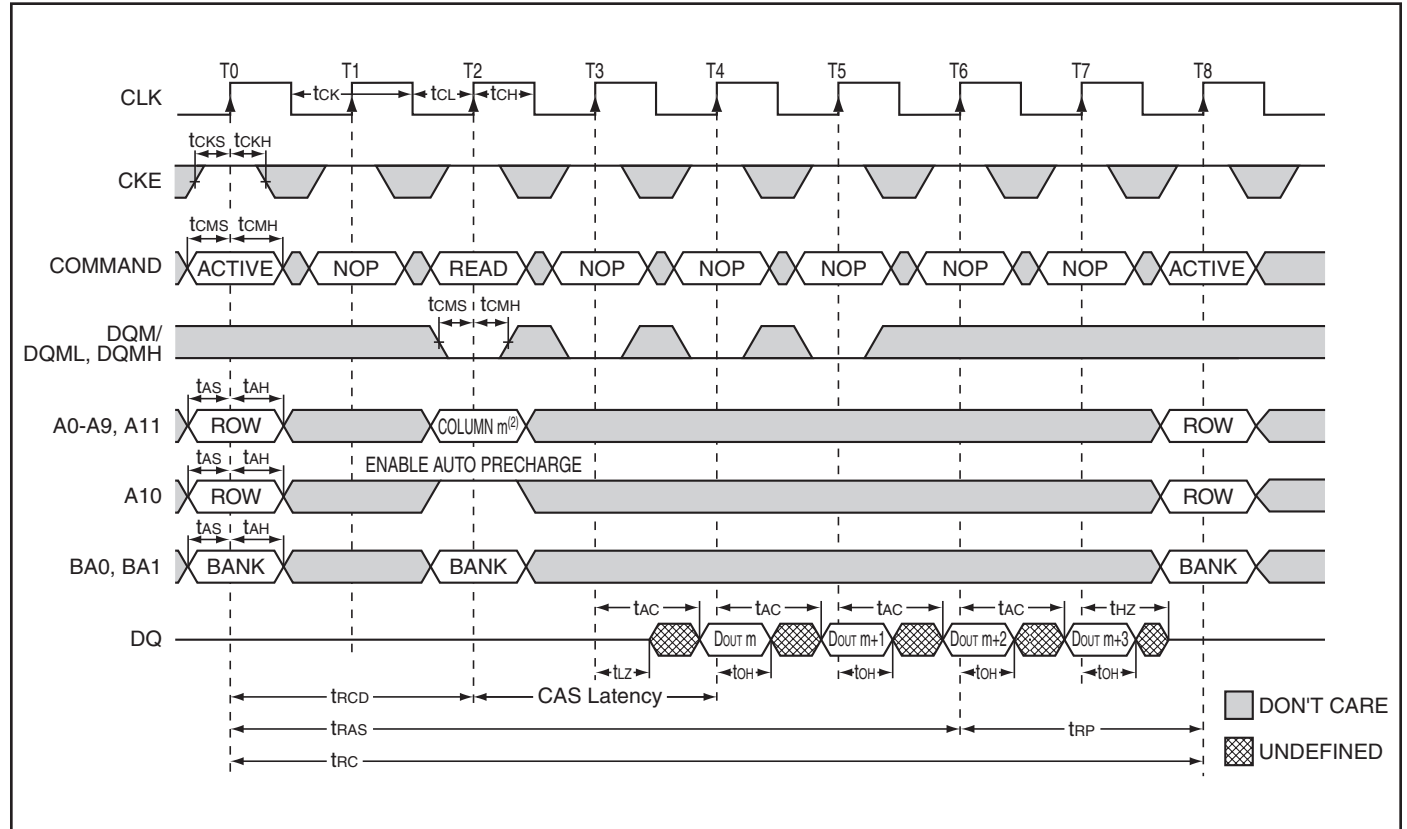 T0 T1 T2 T3 T4 T5 T6 T7 T8
CLK tCK tCL tCH
tCKS tCKH
CKE
tCMS tCMH
COMMAND ACTIVE NOP READ NOP NOP NOP NOP NOP ACTIVE
tCMS tCMH
DQM/
DQML, DQMH
tAS tAH
A0-A9, A11 ROW COLUMN m(2) ROW
tAS tAH ENABLE AUTO PRECHARGE
A10 ROW ROW
tAS tAH
BA0, BA1 BANK BANK BANK
tAC tAC tAC tAC tHZ
DQ DOUT m DOUT m+1 DOUT m+2 DOUT m+3
tLZ tOH tOH tOH tOH
tRCD CAS Latency
DON'T CARE
tRAS tRP
UNDEFINED
tRC